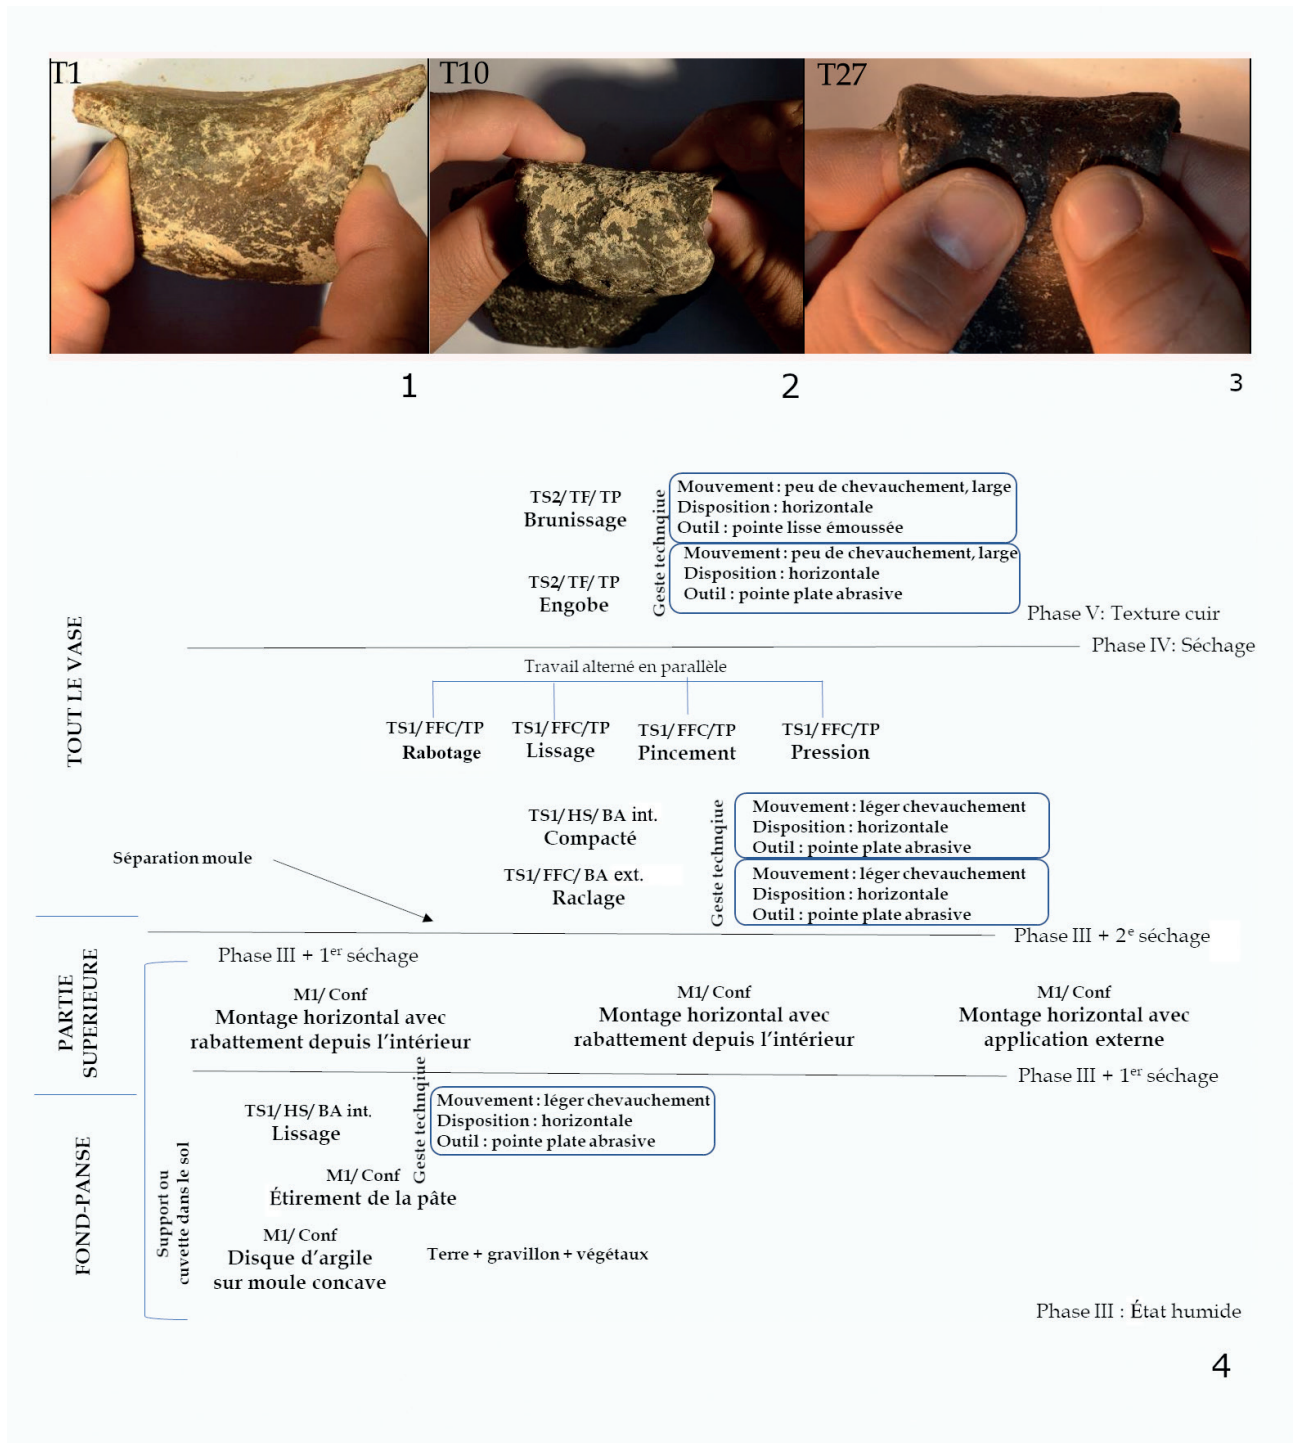 T1
T10
T27
1
2
3
TS2/TF/TP
Brunissage
Geste technqiue
Mouvement : peu de chevauchement, large
Disposition : horizontale
Outil : pointe lisse émoussée
TS2/TF/TP
Engobe
Mouvement : peu de chevauchement, large
Disposition : horizontale
Outil : pointe plate abrasive
Phase V: Texture cuir
Phase IV: Séchage
TOUT LE VASE
Travail alterné en parallèle
TS1/FFC/TP
Rabotage
TS1/FFC/TP
Lissage
TS1/FFC/TP
Pincement
TS1/FFC/TP
Pression
TS1/HS/BA int.
Compacté
Geste technqiue
Mouvement : léger chevauchement
Disposition : horizontale
Outil : pointe plate abrasive
Séparation moule
TS1/FFC/BA ext.
Raclage
Mouvement : léger chevauchement
Disposition : horizontale
Outil : pointe plate abrasive
Phase III + 2e séchage
Phase III + 1er séchage
PARTIE
SUPERIEURE
M1/Conf
Montage horizontal avec
rabattement depuis l'intérieur
M1/Conf
Montage horizontal avec
rabattement depuis l'intérieur
M1/Conf
Montage horizontal avec
application externe
Phase III + 1er séchage
FOND-PANSE
Support ou
cuvette dans le sol
TS1/HS/BA int.
Lissage
Geste technqiue
Mouvement : léger chevauchement
Disposition : horizontale
Outil : pointe plate abrasive
M1/Conf
Étirement de la pâte
M1/Conf
Disque d'argile
sur moule concave
Terre + gravillon + végétaux
Phase III : État humide
4